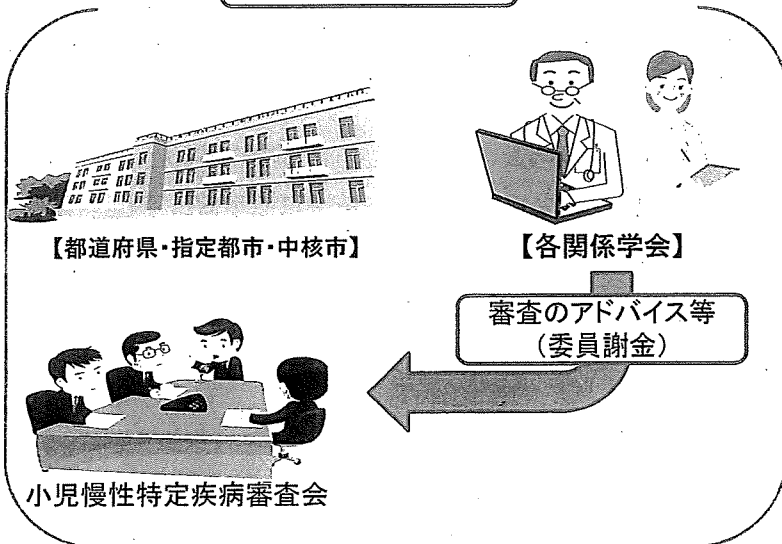 【都道府県・指定都市・中核市】
【各関係学会】
審査のアドバイス等
(委員謝金)
小児慢性特定疾病審査会